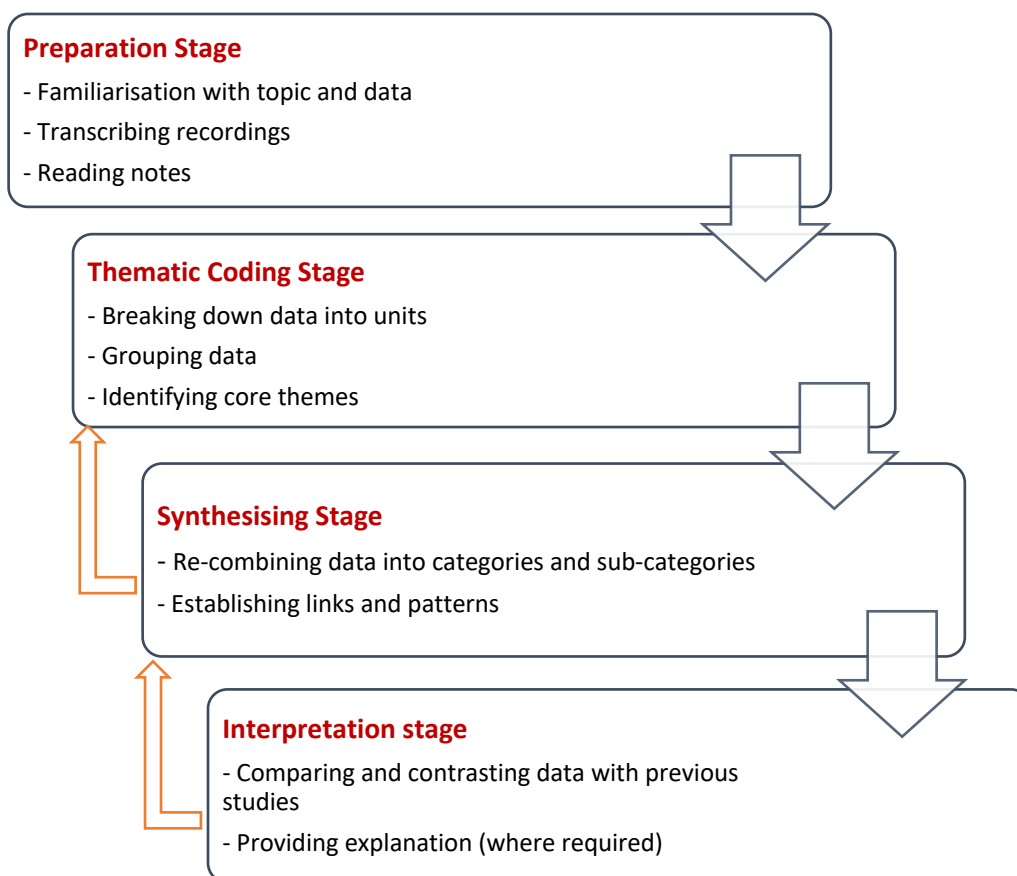 Preparation Stage
- Familiarisation with topic and data
- Transcribing recordings
- Reading notes
Thematic Coding Stage
- Breaking down data into units
- Grouping data
- Identifying core themes
Synthesising Stage
- Re-combining data into categories and sub-categories
- Establishing links and patterns
Interpretation stage
- Comparing and contrasting data with previous
studies
- Providing explanation (where required)